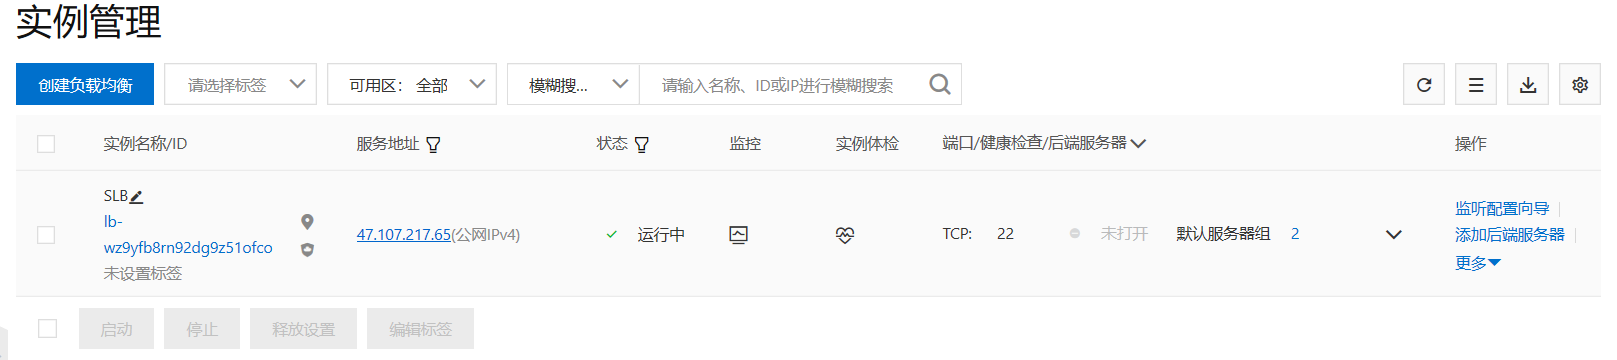 实例管理
创建负载均衡 请选择标签 可用区： 全部 模糊搜... 请输入名称、ID或IP进行模糊搜索
实例名称/ID 服务地址 状态 监控 实例体检 端口/健康检查/后端服务器 操作
SLB
lb-
wz9yfb8rn92dg9z51ofco
未设置标签
47.107.217.65(公网IPv4) 运行中 TCP: 22 未打开 默认服务器组 2
监听配置向导
添加后端服务器
更多
启动 停止 释放设置 编辑标签